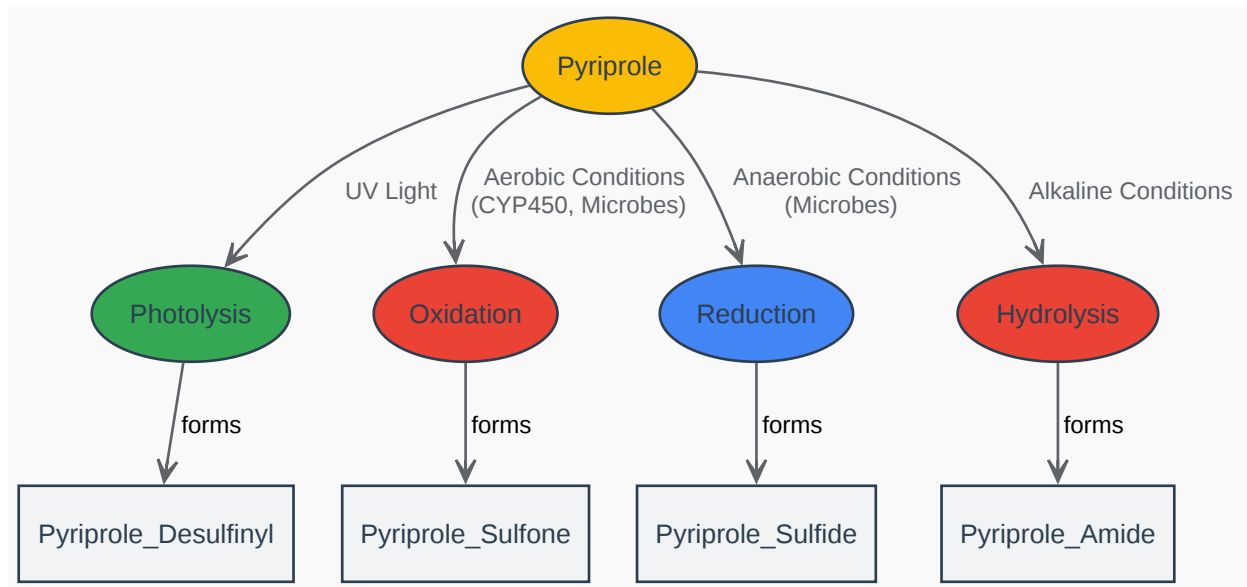 Pyriprole
UV Light
Aerobic Conditions
(CYP450, Microbes)
Anaerobic Conditions
(Microbes)
Alkaline Conditions
Photolysis
Oxidation
Reduction
Hydrolysis
forms
forms
forms
forms
Pyriprole_Desulfinyl
Pyriprole_Sulfone
Pyriprole_Sulfide
Pyriprole_Amide